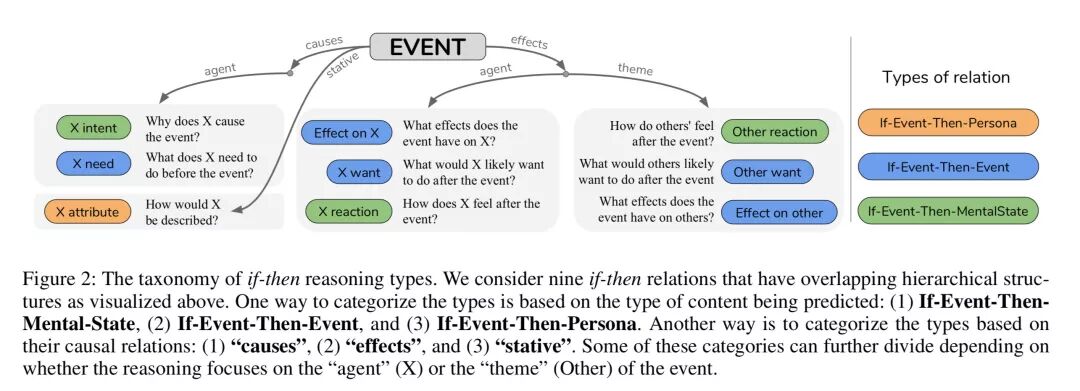 EVENT
causes
effects
stative
agent
agent
theme
X intent
Why does X cause
the event?
X need
What does X need to
do before the event?
X attribute
How would X
be described?
Effect on X
What effects does the
event have on X?
X want
What would X likely want
to do after the event?
X reaction
How does X feel after the
event?
How do others' feel
after the event?
Other reaction
What would others likely
want to do after the event
Other want
What effects does the
event have on others?
Effect on other
Types of relation
If-Event-Then-Persona
If-Event-Then-Event
If-Event-Then-MentalState
Figure 2: The taxonomy of if-then reasoning types. We consider nine if-then relations that have overlapping hierarchical struc-
tures as visualized above. One way to categorize the types is based on the type of content being predicted: (1) If-Event-Then-
Mental-State, (2) If-Event-Then-Event, and (3) If-Event-Then-Persona. Another way is to categorize the types based on
their causal relations: (1) “causes”, (2) “effects”, and (3) “stative”. Some of these categories can further divide depending on
whether the reasoning focuses on the “agent” (X) or the “theme” (Other) of the event.